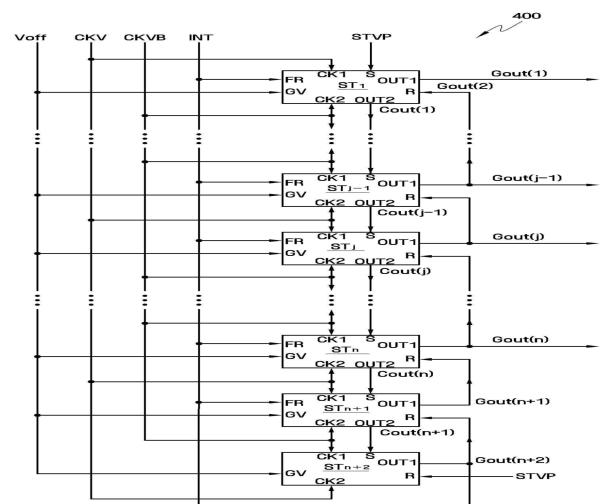 400
Voff CKV CKVB INT STVP
CK1 S OUT1 Gout(1)
FR ST1 Gout(2)
GV R
CK2 OUT2 Cout(1)
CK1 S OUT1 Gout(j-1)
FR STj-1
GV R
CK2 OUT2 Cout(j-1)
CK1 S OUT1 Gout(j)
FR STj
GV R
CK2 OUT2 Cout(j)
CK1 S OUT1 Gout(n)
FR STn
GV R
CK2 OUT2 Cout(n)
CK1 S OUT1 Gout(n+1)
FR STn+1
GV R
CK2 OUT2 Cout(n+1)
CK1 S OUT1 Gout(n+2)
STn+2
GV R STVP
CK2